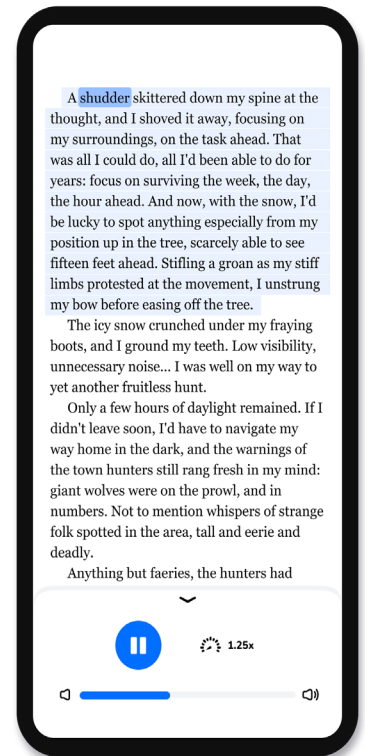 A shudder skittered down my spine at the
thought, and I shoved it away, focusing on
my surroundings, on the task ahead. That
was all I could do, all I'd been able to do for
years: focus on surviving the week, the day,
the hour ahead. And now, with the snow, I'd
be lucky to spot anything especially from my
position up in the tree, scarcely able to see
fifteen feet ahead. Stifling a groan as my stiff
limbs protested at the movement, I unstrung
my bow before easing off the tree.
The icy snow crunched under my fraying
boots, and I ground my teeth. Low visibility,
unnecessary noise... I was well on my way to
yet another fruitless hunt.
Only a few hours of daylight remained. If I
didn't leave soon, I'd have to navigate my
way home in the dark, and the warnings of
the town hunters still rang fresh in my mind:
giant wolves were on the prowl, and in
numbers. Not to mention whispers of strange
folk spotted in the area, tall and eerie and
deadly.
Anything but faeries, the hunters had
1.25x